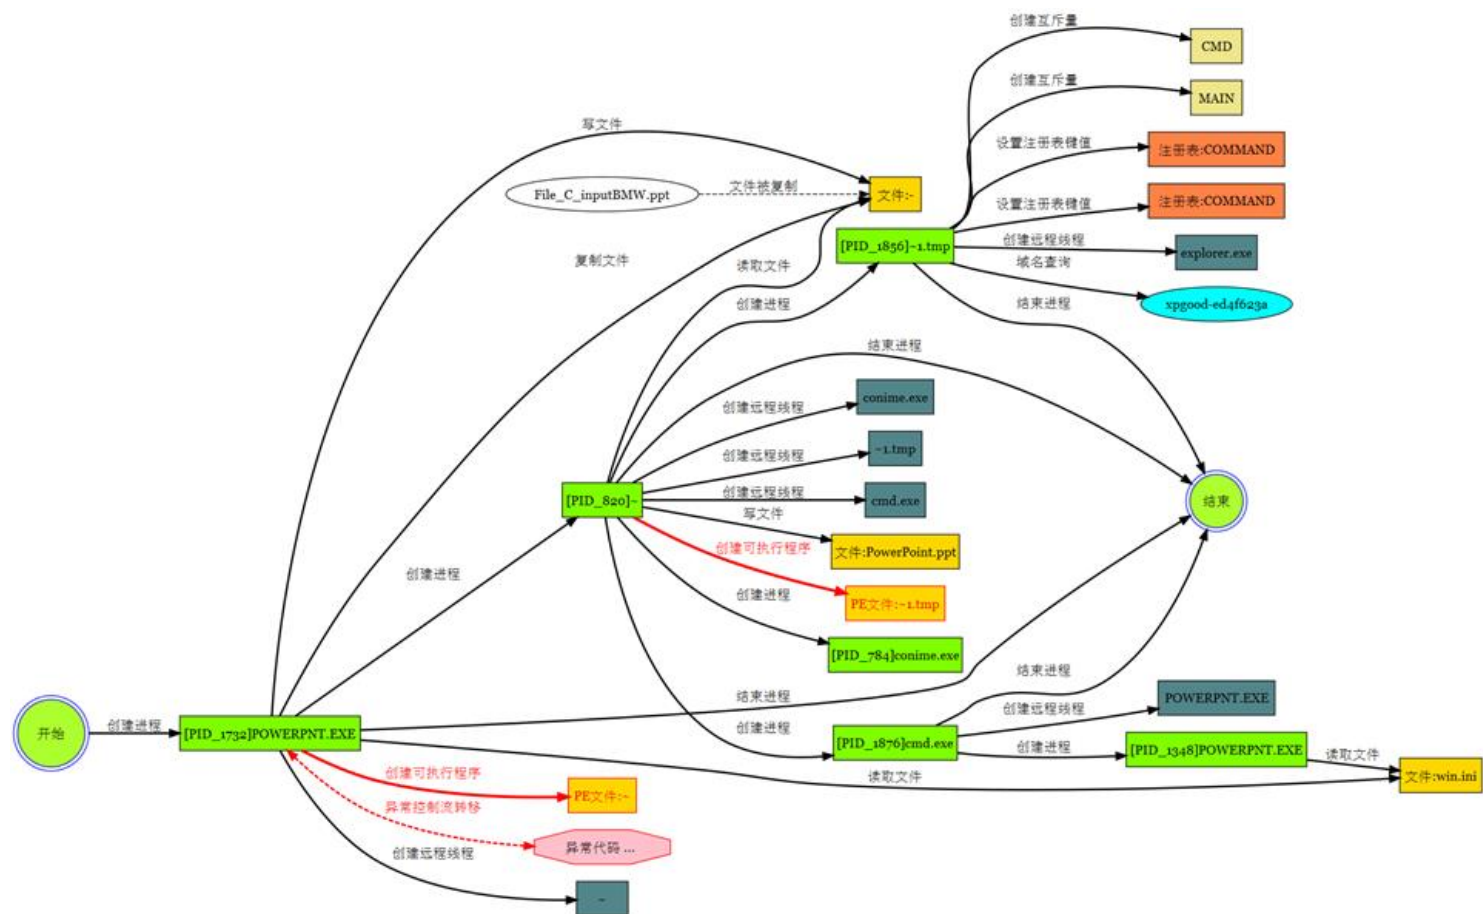 创建互斥量
CMD
创建互斥量
MAIN
写文件
设置注册表键值
注册表:COMMAND
File_C_inputBMW.ppt
文件被复制
文件:~
设置注册表键值
注册表:COMMAND
[PID_1856]~1.tmp
创建远程线程
explorer.exe
复制文件
读取文件
域名查询
创建进程
结束进程
xpgood-ed4f623a
结束进程
conime.exe
创建远程线程
~1.tmp
创建远程线程
创建远程线程
cmd.exe
[PID_820]~
结束
写文件
创建可执行程序
文件:PowerPoint.ppt
创建进程
创建进程
PE文件:~1.tmp
[PID_784]conime.exe
结束进程
结束进程
POWERPNT.EXE
创建远程线程
开始
创建进程
[PID_1732]POWERPNT.EXE
创建进程
[PID_1876]cmd.exe
创建进程
[PID_1348]POWERPNT.EXE
读取文件
创建可执行程序
读取文件
文件:win.ini
PE文件:~
异常控制流转移
异常代码 ...
创建远程线程
~